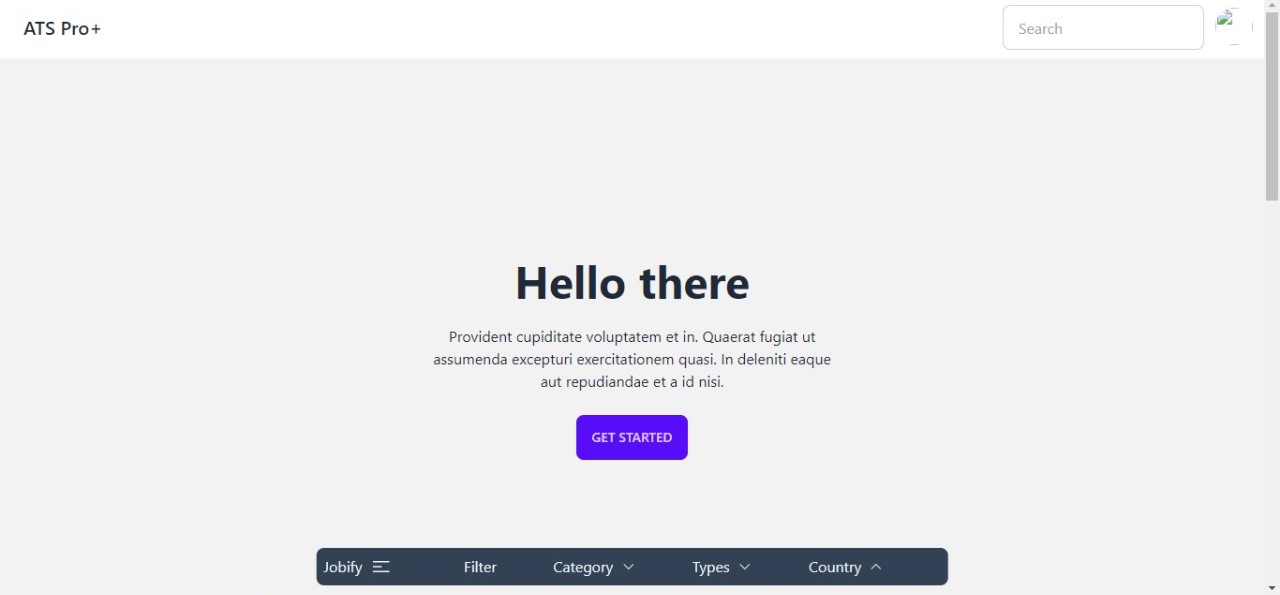 ATS Pro+
Search
Hello there
Provident cupiditate voluptatem et in. Quaerat fugiat ut
assumenda excepturi exercitationem quasi. In deleniti eaque
aut repudiandae et a id nisi.
GET STARTED
Jobify Filter Category Types Country